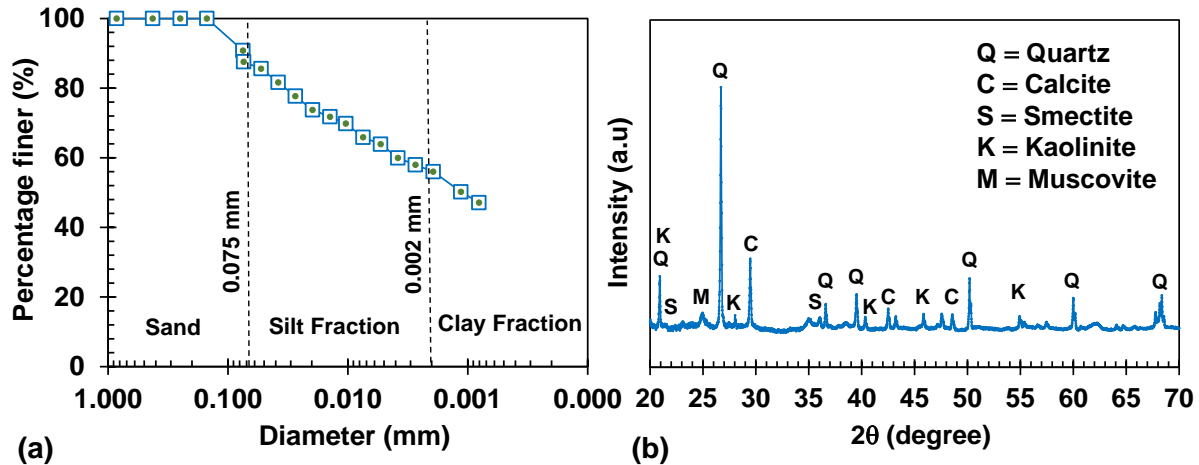 Percentage finer (%)
100
80
60
40
20
0
0.075 mm
0.002 mm
Sand
Silt Fraction
Clay Fraction
1.000
0.100
0.010
0.001
0.000
Diameter (mm)
(a)
Intensity (a.u)
Q = Quartz
C = Calcite
S = Smectite
K = Kaolinite
M = Muscovite
K
Q
S
M
Q
K
C
S
Q
Q
K
C
K
C
Q
K
Q
Q
20
25
30
35
40
45
50
55
60
65
70
2θ (degree)
(b)